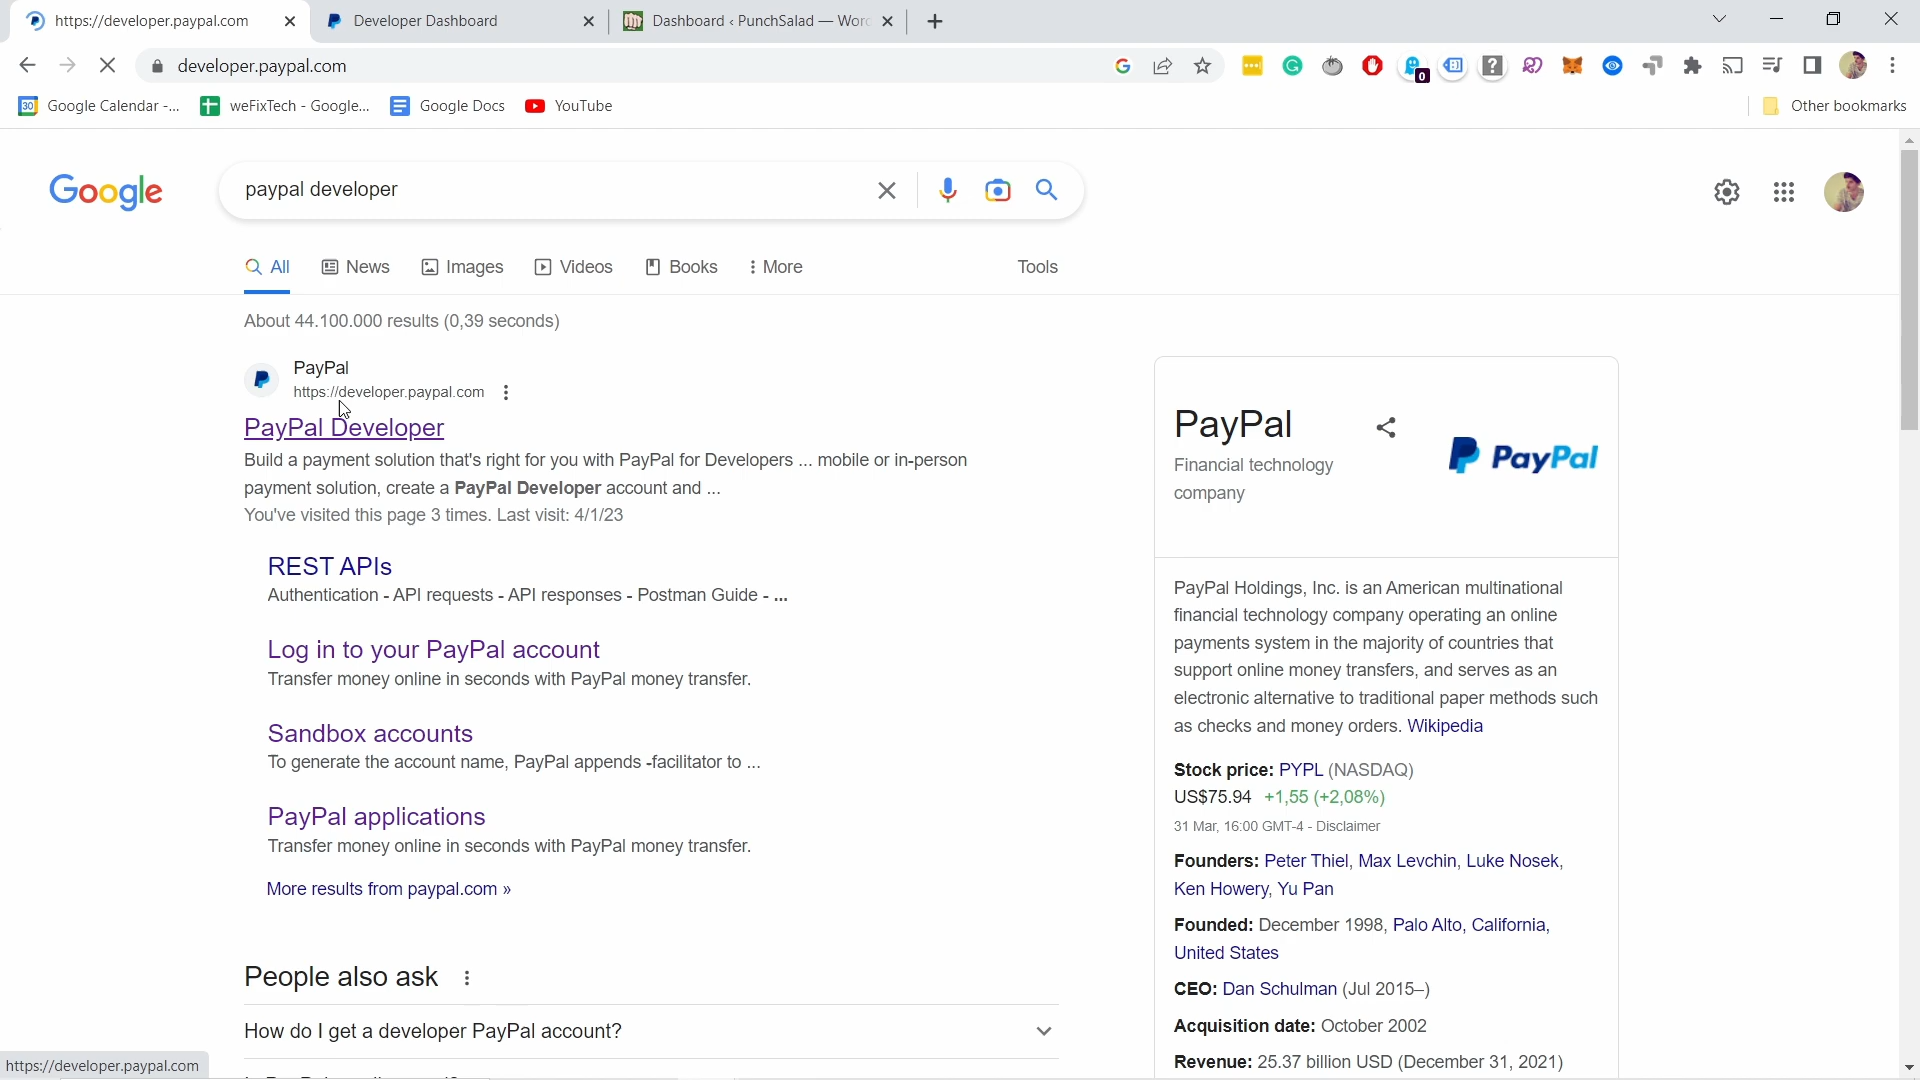 https://developer.paypal.com
Developer Dashboard
Dashboard ‹ PunchSalad — Wor
developer.paypal.com
0
30
Google Calendar -...
weFixTech - Google...
Google Docs
YouTube
Other bookmarks
Google
paypal developer
All
News
Images
Videos
Books
More
Tools
About 44.100.000 results (0,39 seconds)
PayPal
https://developer.paypal.com
PayPal Developer
Build a payment solution that's right for you with PayPal for Developers ... mobile or in-person
payment solution, create a PayPal Developer account and ...
You've visited this page 3 times. Last visit: 4/1/23
REST APIs
Authentication - API requests - API responses - Postman Guide - ...
Log in to your PayPal account
Transfer money online in seconds with PayPal money transfer.
Sandbox accounts
To generate the account name, PayPal appends -facilitator to ...
PayPal applications
Transfer money online in seconds with PayPal money transfer.
More results from paypal.com »
People also ask
How do I get a developer PayPal account?
https://developer.paypal.com
PayPal
Financial technology
company
PayPal
PayPal Holdings, Inc. is an American multinational
financial technology company operating an online
payments system in the majority of countries that
support online money transfers, and serves as an
electronic alternative to traditional paper methods such
as checks and money orders. Wikipedia
Stock price: PYPL (NASDAQ)
US$75.94 +1,55 (+2,08%)
31 Mar, 16:00 GMT-4 - Disclaimer
Founders: Peter Thiel, Max Levchin, Luke Nosek,
Ken Howery, Yu Pan
Founded: December 1998, Palo Alto, California,
United States
CEO: Dan Schulman (Jul 2015–)
Acquisition date: October 2002
Revenue: 25.37 billion USD (December 31, 2021)